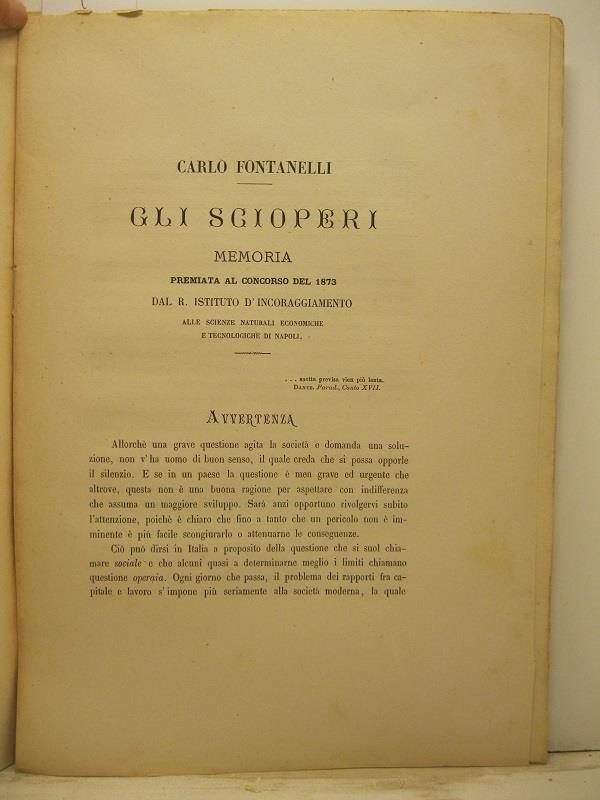 CARLO FONTANELLI
GLI SCIOPERI
MEMORIA
PREMIATA AL CONCORSO DEL 1873
DAL R. ISTITUTO D'INCORAGGIAMENTO
ALLE SCIENZE NATURALI ECONOMICHE
E TECNOLOGICHE DI NAPOLI.
. . . saetta previsa vien più lenta.
DANTE. Parad., Canto XVII.
AVVERTENZA
Allorchè una grave questione agita la società e domanda una solu-
zione, non v'ha uomo di buon senso, il quale creda che si possa opporle
il silenzio. E se in un paese la questione è men grave ed urgente che
altrove, questa non è una buona ragione per aspettare con indifferenza
che assuma un maggiore sviluppo. Sarà anzi opportuno rivolgervi subito
l'attenzione, poichè è chiaro che fino a tanto che un pericolo non è im-
minente è più facile scongiurarlo o attenuarne le conseguenze.
Ciò può dirsi in Italia a proposito della questione che si suol chia-
mare sociale e che alcuni quasi a determinarne meglio i limiti chiamano
questione operaia. Ogni giorno che passa, il problema dei rapporti fra ca-
pitale e lavoro s'impone più seriamente alla società moderna, la quale